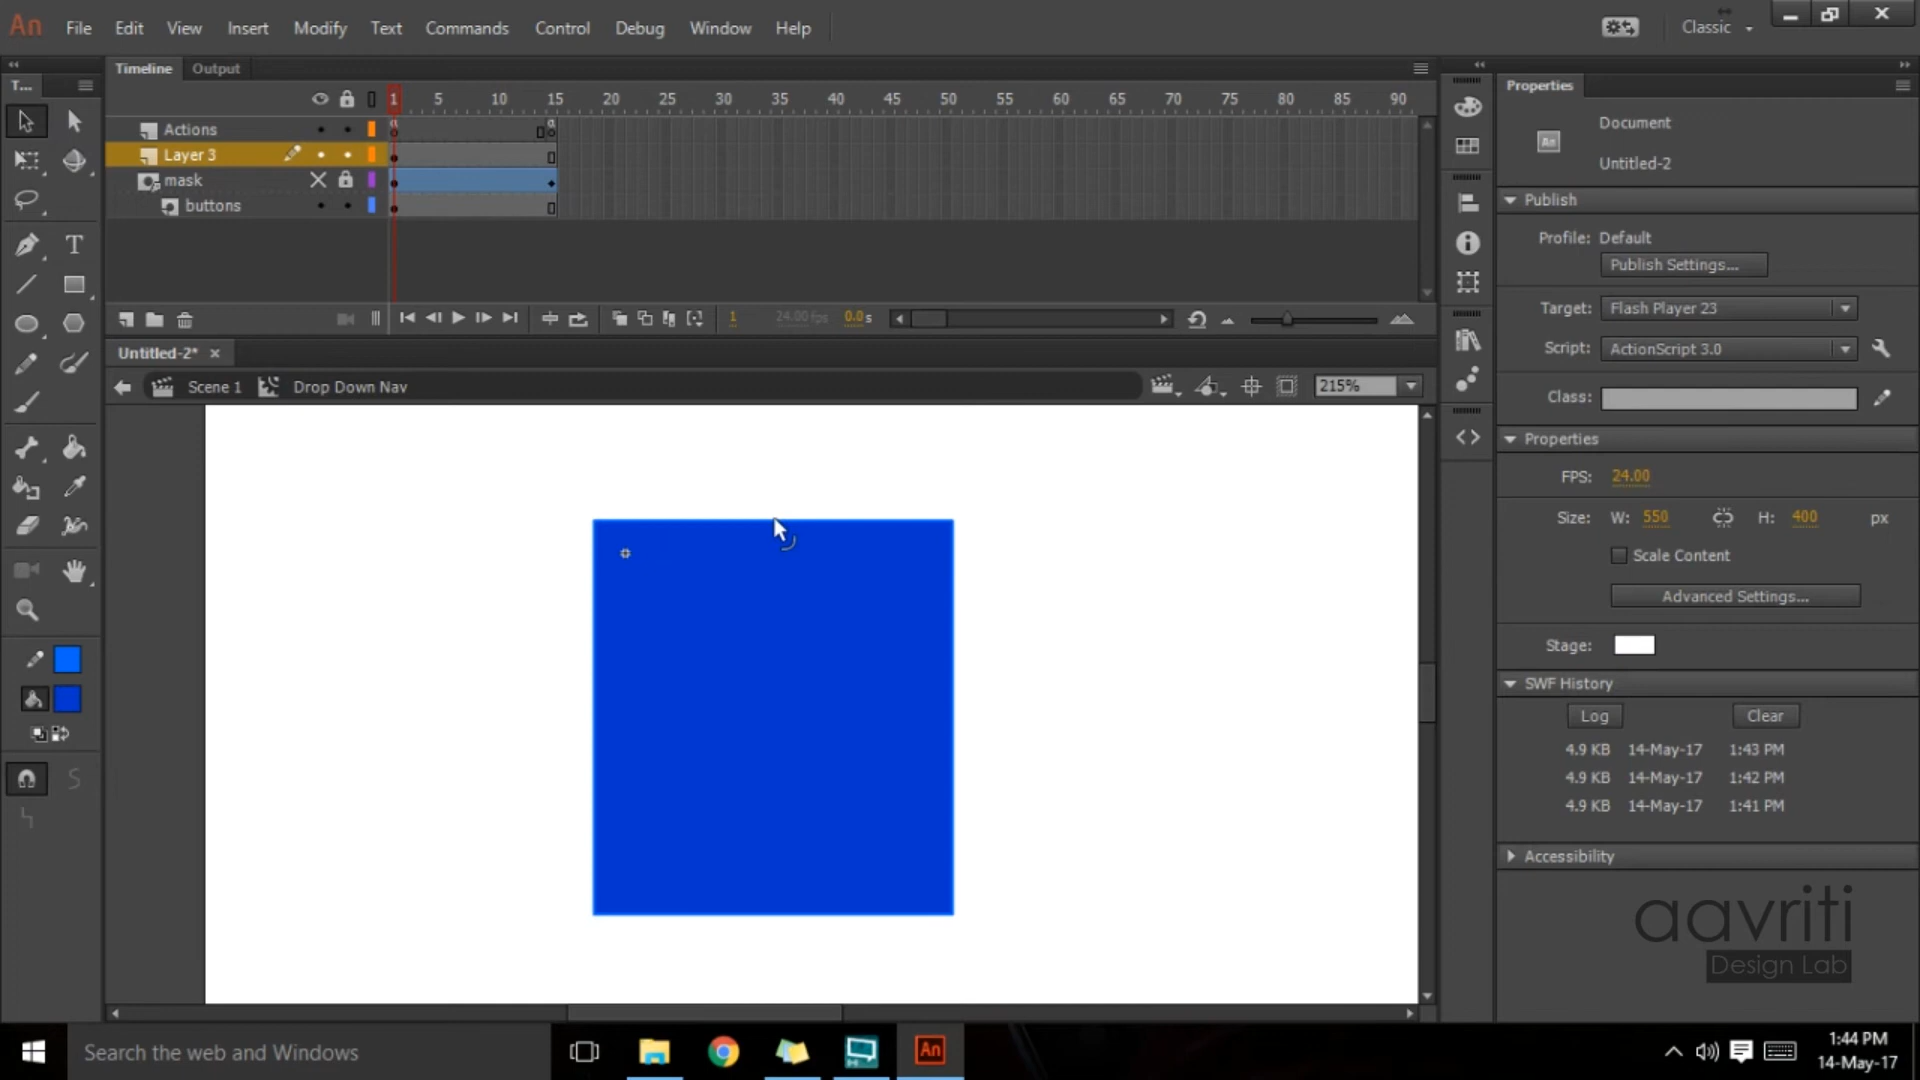 An File Edit View Insert Modify Text Commands Control Debug Window Help Classic
T...
Timeline Output
1 5 10 15 20 25 30 35 40 45 50 55 60 65 70 75 80 85 90
Actions
Layer 3
mask
buttons
1 24.00 fps 0.0 s
Untitled-2*
Scene 1 Drop Down Nav 215%
Properties
Document
An
Untitled-2
Publish
Profile: Default
Publish Settings...
Target: Flash Player 23
Script: ActionScript 3.0
Class:
Properties
FPS: 24.00
Size: W: 550 H: 400 px
Scale Content
Advanced Settings...
Stage:
SWF History
Log Clear
4.9 KB 14-May-17 1:43 PM
4.9 KB 14-May-17 1:42 PM
4.9 KB 14-May-17 1:41 PM
Accessibility
aavriti
Design Lab
Search the web and Windows
An
1:44 PM
14-May-17